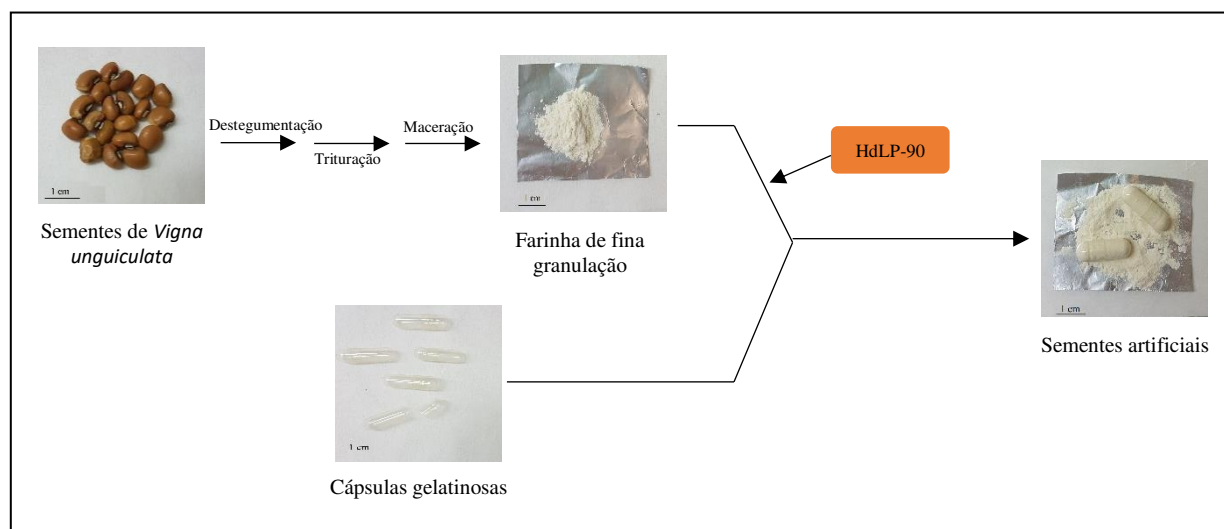 Destegumentação
Trituração
Maceração
HdLP-90
1 cm
Sementes de Vigna
unguiculata
1 cm
Farinha de fina
granulação
1 cm
Sementes artificiais
1 cm
Cápsulas gelatinosas